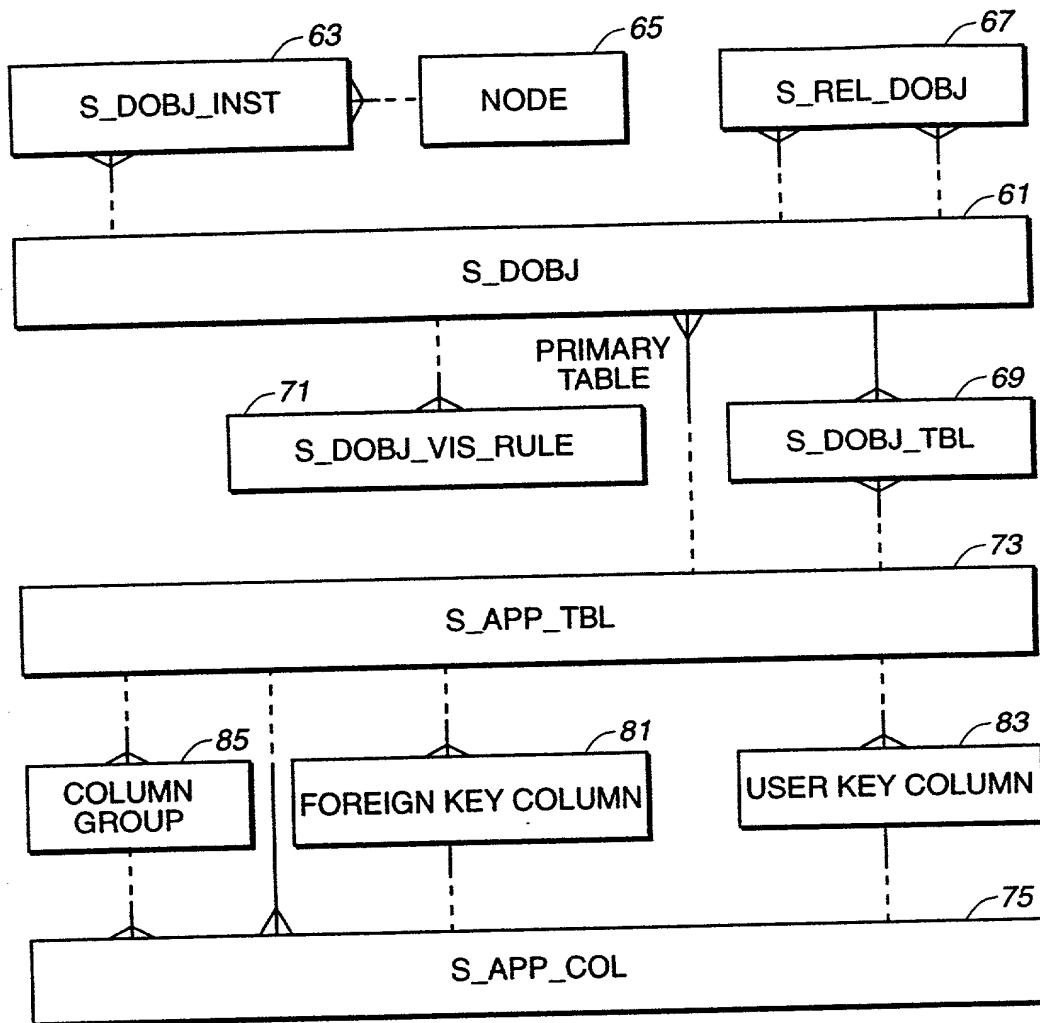 63
65
67
S_DOBJ_INST
NODE
S_REL_DOBJ
61
S_DOBJ
PRIMARY
TABLE
71
69
S_DOBJ_VIS_RULE
S_DOBJ_TBL
73
S_APP_TBL
85
81
83
COLUMN
GROUP
FOREIGN KEY COLUMN
USER KEY COLUMN
75
S_APP_COL